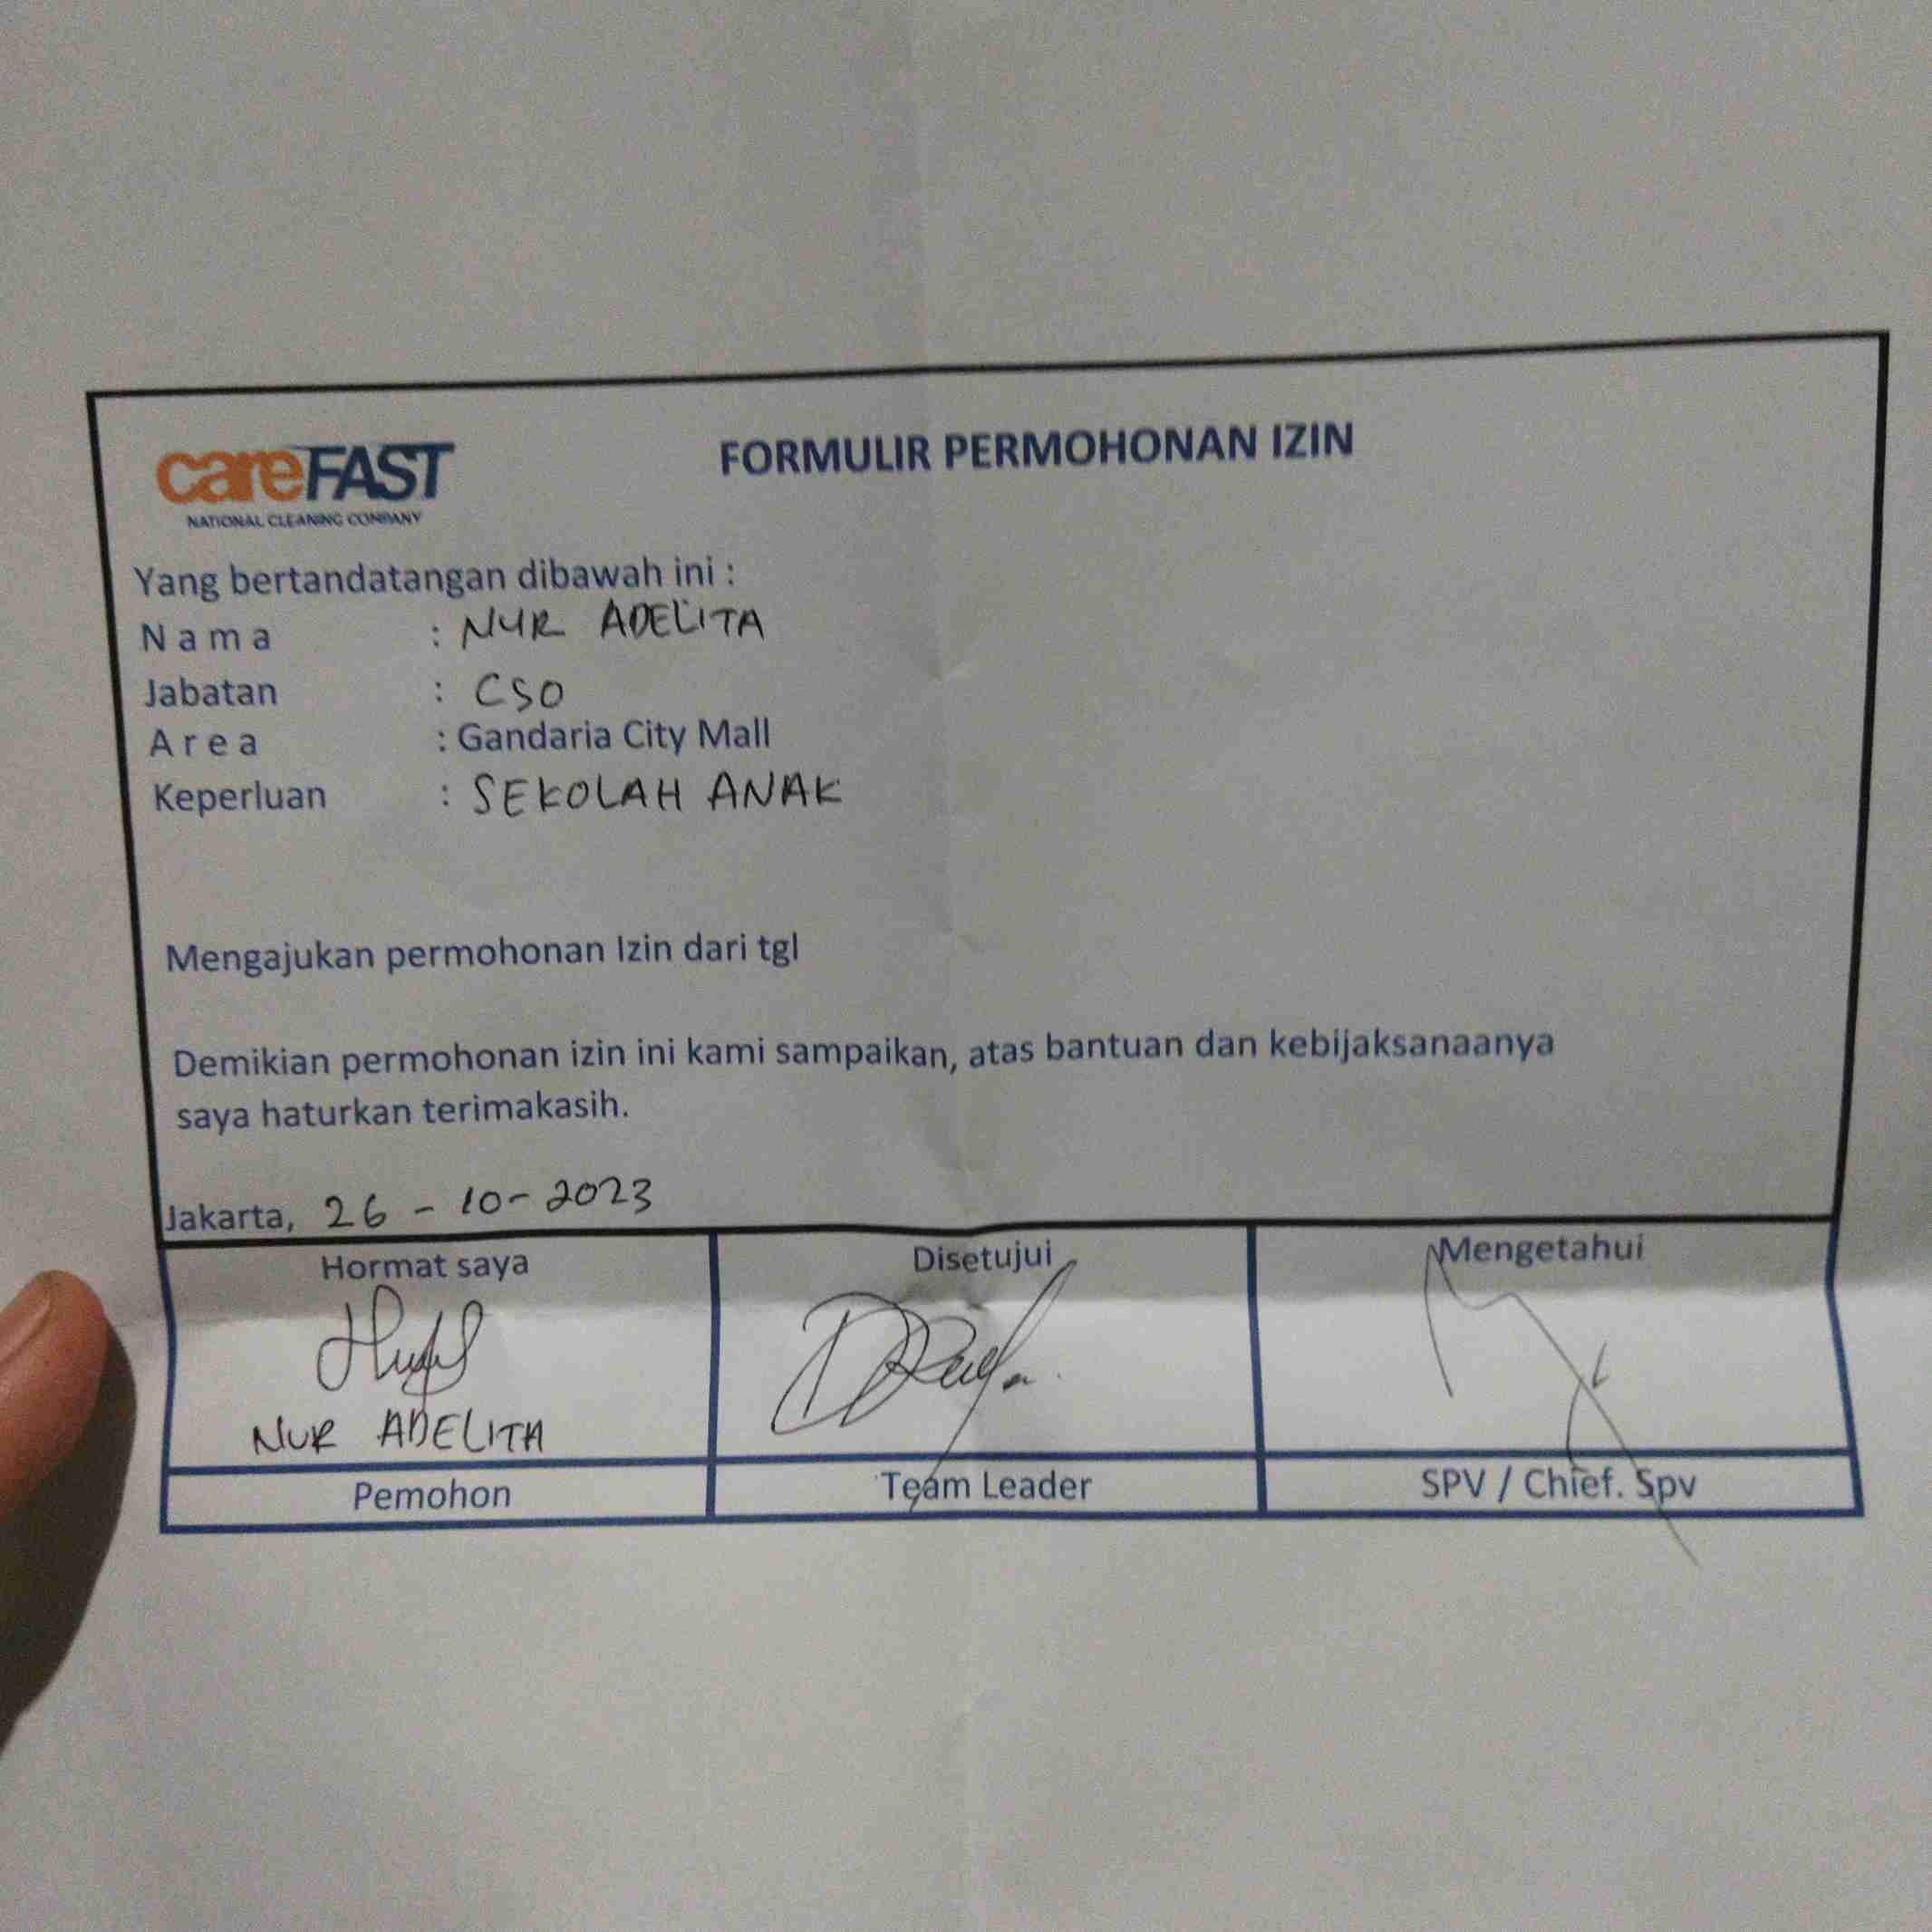 careFAST
NATIONAL CLEANING COMPANY
FORMULIR PERMOHONAN IZIN
Yang bertandatangan dibawah ini :
Nama : NUR ADELITA
Jabatan : CSO
Area : Gandaria City Mall
Keperluan : SEKOLAH ANAK
Mengajukan permohonan Izin dari tgl
Demikian permohonan izin ini kami sampaikan, atas bantuan dan kebijaksanaanya
saya haturkan terimakasih.
Jakarta, 26 - 10 - 2023
Hormat saya Disetujui Mengetahui
NUR ADELITA
Pemohon Team Leader SPV / Chief. Spv